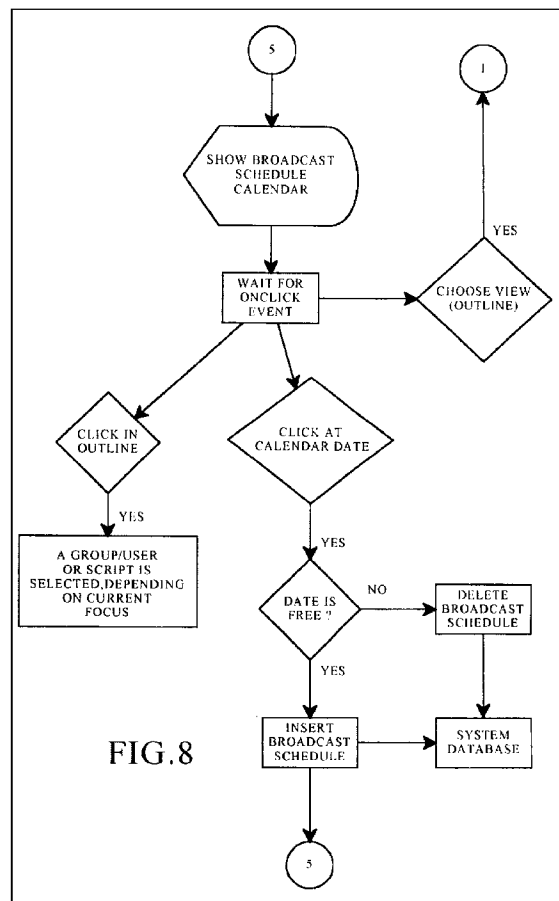 5
1
SHOW BROADCAST
SCHEDULE
CALENDAR
YES
WAIT FOR
ONCLICK
EVENT
CHOOSE VIEW
(OUTLINE)
CLICK IN
OUTLINE
CLICK AT
CALENDAR DATE
YES
YES
A GROUP/USER
OR SCRIPT IS
SELECTED,DEPENDING
ON CURRENT
FOCUS
DATE IS
FREE ?
NO
DELETE
BROADCAST
SCHEDULE
YES
FIG.8
INSERT
BROADCAST
SCHEDULE
SYSTEM
DATABASE
5